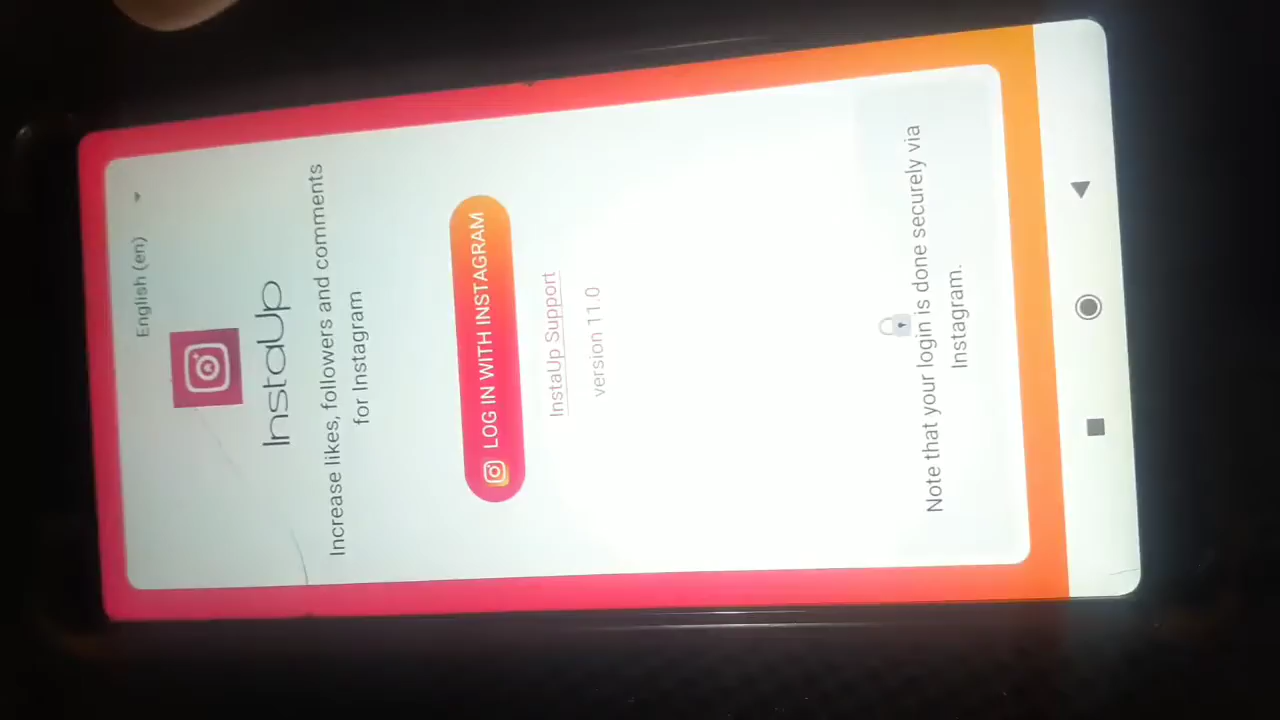 English (en)
InstaUp
Increase likes, followers and comments
for Instagram
LOG IN WITH INSTAGRAM
InstaUp Support
version 11.0
Note that your login is done securely via
Instagram.